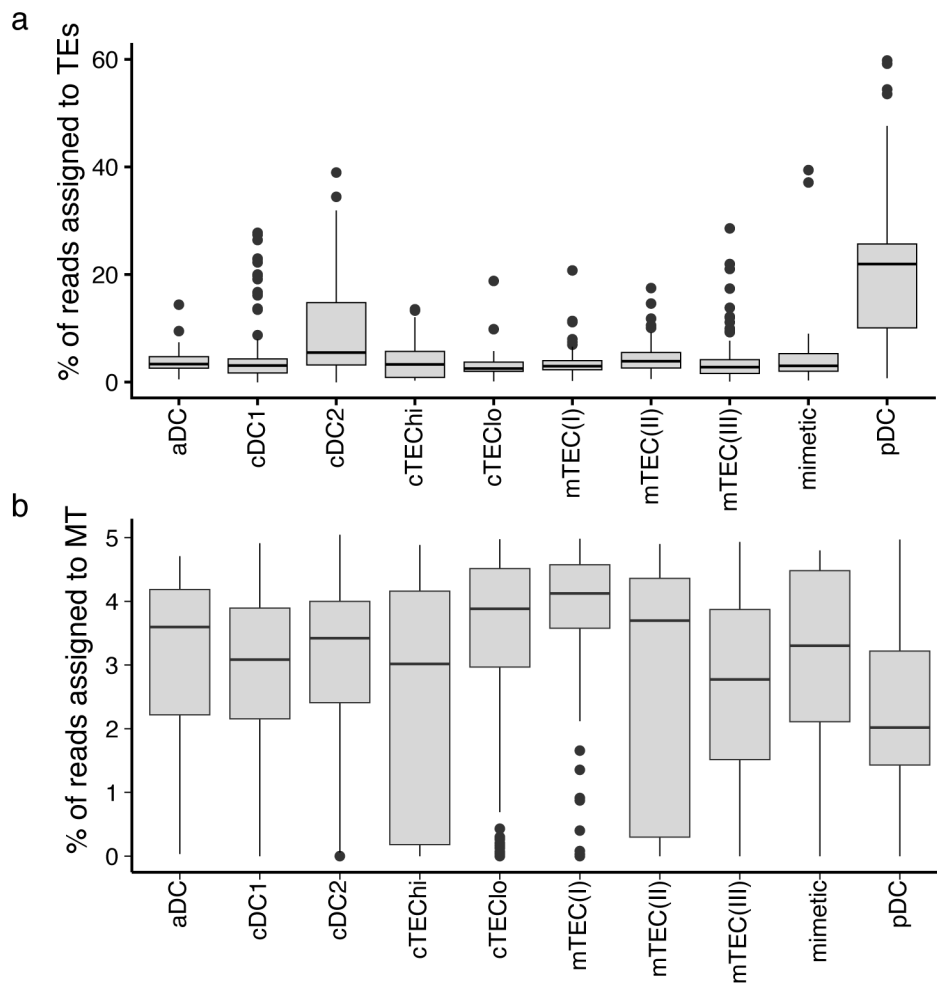 a
% of reads assigned to TEs
60
40
20
0
aDC
cDC1
cDC2
cTEChi
cTEClo
mTEC(I)
mTEC(II)
mTEC(III)
mimetic
pDC
b
% of reads assigned to MT
5
4
3
2
1
0
aDC
cDC1
cDC2
cTEChi
cTEClo
mTEC(I)
mTEC(II)
mTEC(III)
mimetic
pDC